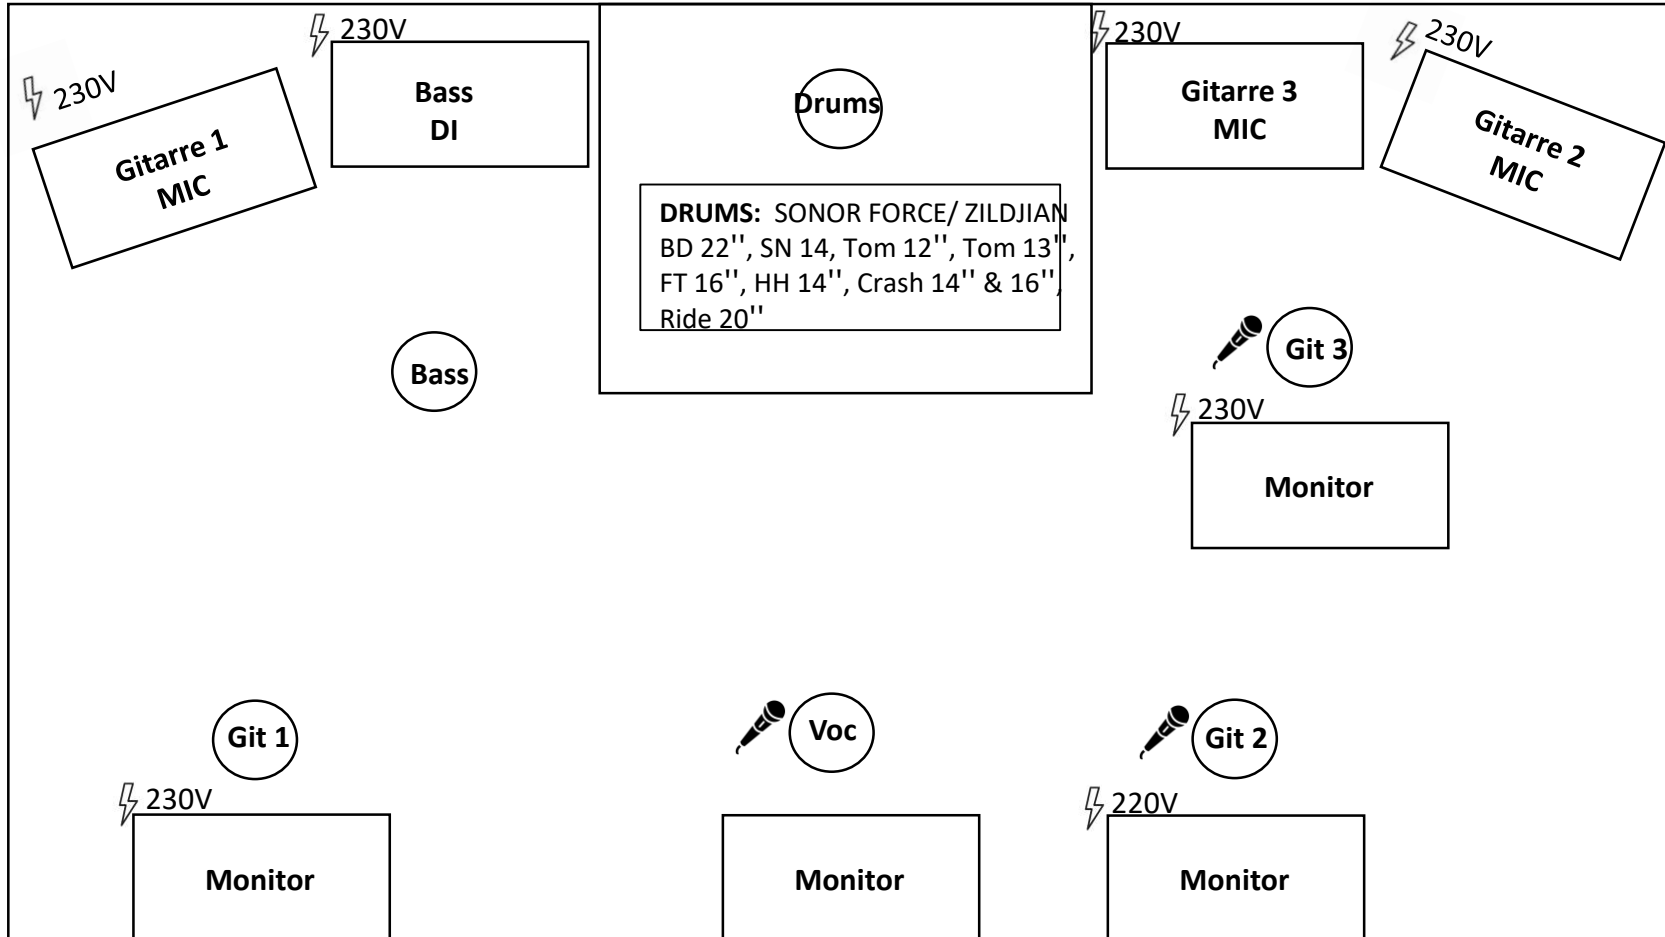 230V
230V
230V
230V
Gitarre 1
MIC
Bass
DI
Drums
Gitarre 3
MIC
Gitarre 2
MIC
DRUMS: SONOR FORCE/ ZILDJIAN
BD 22'', SN 14, Tom 12'', Tom 13'',
FT 16'', HH 14'', Crash 14'' & 16'',
Ride 20''
Bass
Git 3
230V
Monitor
Git 1
Voc
Git 2
230V
220V
Monitor
Monitor
Monitor